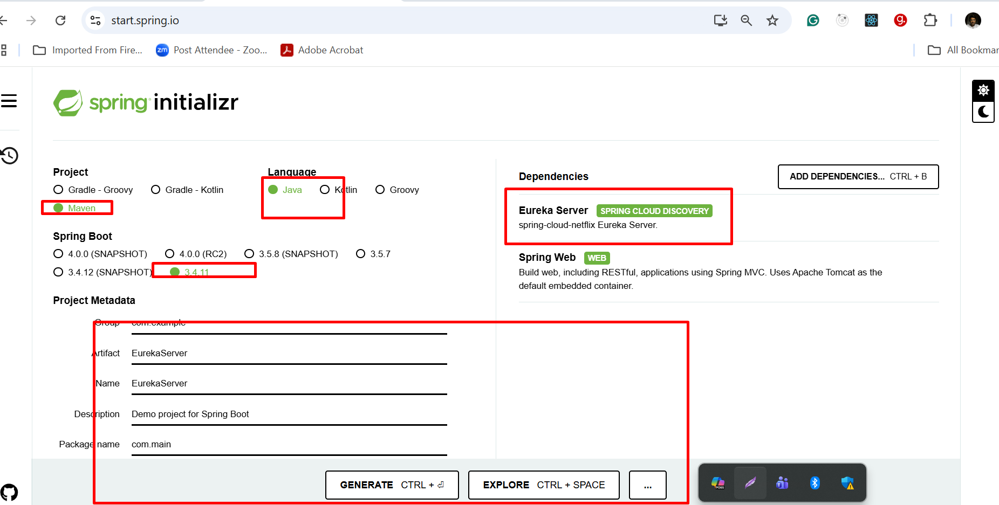 start.spring.io
Imported From Fire...
Post Attendee - Zoo...
Adobe Acrobat
All Bookmar
spring initializr
Project
Gradle - Groovy
Gradle - Kotlin
Maven
Language
Java
Kotlin
Groovy
Spring Boot
4.0.0 (SNAPSHOT)
4.0.0 (RC2)
3.5.8 (SNAPSHOT)
3.5.7
3.4.12 (SNAPSHOT)
3.4.11
Project Metadata
Group com.example
Artifact EurekaServer
Name EurekaServer
Description Demo project for Spring Boot
Package name com.main
Dependencies
ADD DEPENDENCIES... CTRL + B
Eureka Server SPRING CLOUD DISCOVERY
spring-cloud-netflix Eureka Server.
Spring Web WEB
Build web, including RESTful, applications using Spring MVC. Uses Apache Tomcat as the
default embedded container.
GENERATE CTRL + ⏎
EXPLORE CTRL + SPACE
...
zm
g.
M365
T